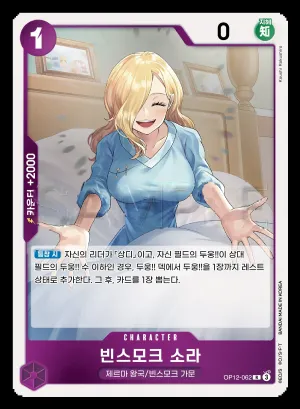 1
0
지혜
知
카운터 +2000
등장 시 자신의 리더가 「상디」이고, 자신 필드의 두웅!!이 상대
필드의 두웅!! 수 이하인 경우, 두웅!! 덱에서 두웅!!을 1장까지 레스트
상태로 추가한다. 그 후, 카드를 1장 뽑는다.
CHARACTER
빈스모크 소라
제르마 왕국/빈스모크 가문
OP12-062 R
BANDAI MADE IN KOREA